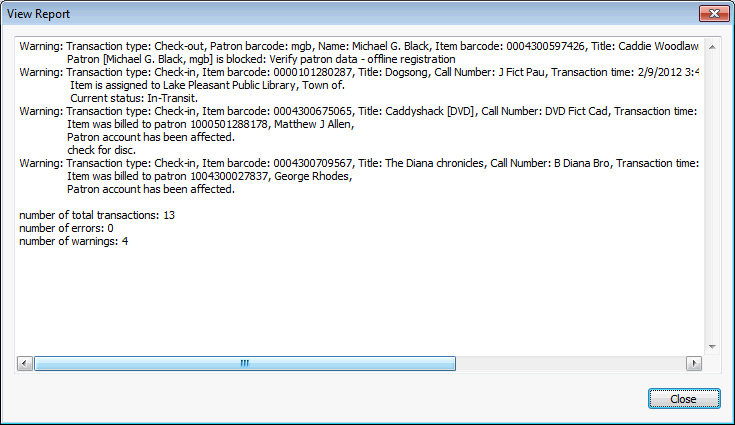 View Report
Warning: Transaction type: Check-out, Patron barcode: mgb, Name: Michael G. Black, Item barcode: 0004300597426, Title: Caddie Woodlawn
Patron [Michael G. Black, mgb] is blocked: Verify patron data - offline registration
Warning: Transaction type: Check-in, Item barcode: 0000101280287, Title: Dogsong, Call Number: J Fict Pau, Transaction time: 2/9/2012 3:4
Item is assigned to Lake Pleasant Public Library, Town of.
Current status: In-Transit.
Warning: Transaction type: Check-in, Item barcode: 0004300675065, Title: Caddyshack [DVD], Call Number: DVD Fict Cad, Transaction time:
Item was billed to patron 1000501288178, Matthew J Allen,
Patron account has been affected.
check for disc.
Warning: Transaction type: Check-in, Item barcode: 0004300709567, Title: The Diana chronicles, Call Number: B Diana Bro, Transaction time:
Item was billed to patron 1004300027837, George Rhodes,
Patron account has been affected.
number of total transactions: 13
number of errors: 0
number of warnings: 4
Close